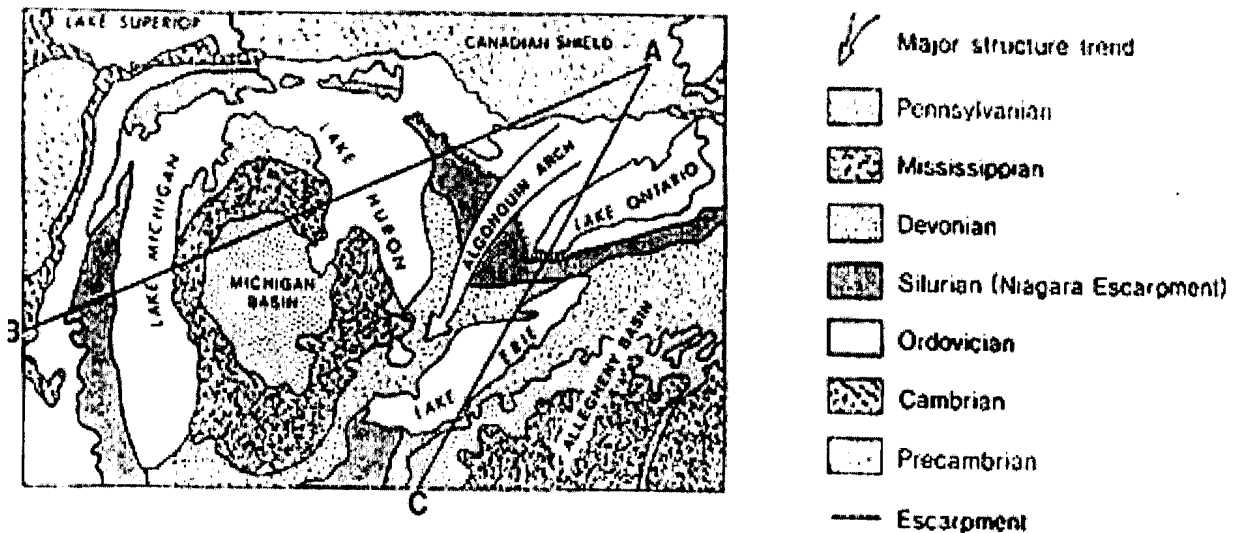 LAKE SUPERIOR
CANADIAN SHIELD
A
LAKE HURON
LAKE MICHIGAN
ALGONQUIN ARCH
LAKE ONTARIO
MICHIGAN
BASIN
B
LAKE ERIE
ALLEGHENY BASIN
C
Major structure trend
Pennsylvanian
Mississippian
Devonian
Silurian (Niagara Escarpment)
Ordovician
Cambrian
Precambrian
Escarpment